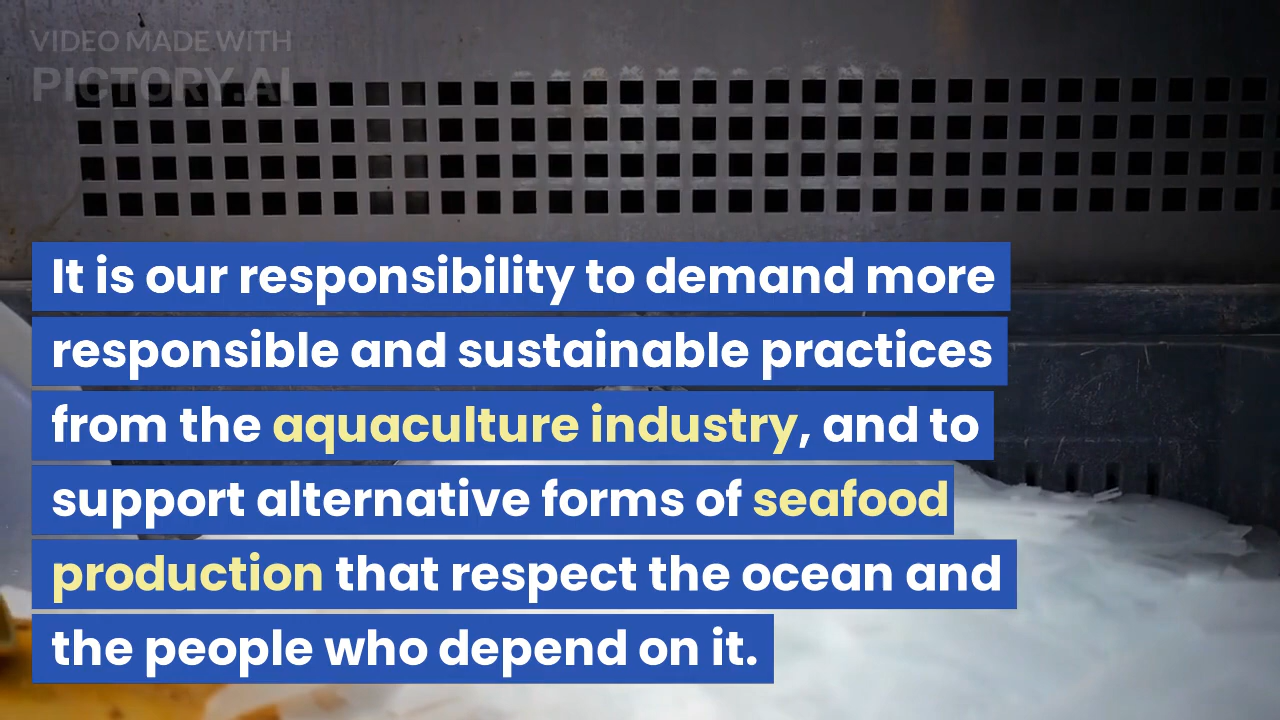 VIDEO MADE WITH
PICTORY.AI
It is our responsibility to demand more
responsible and sustainable practices
from the aquaculture industry, and to
support alternative forms of seafood
production that respect the ocean and
the people who depend on it.